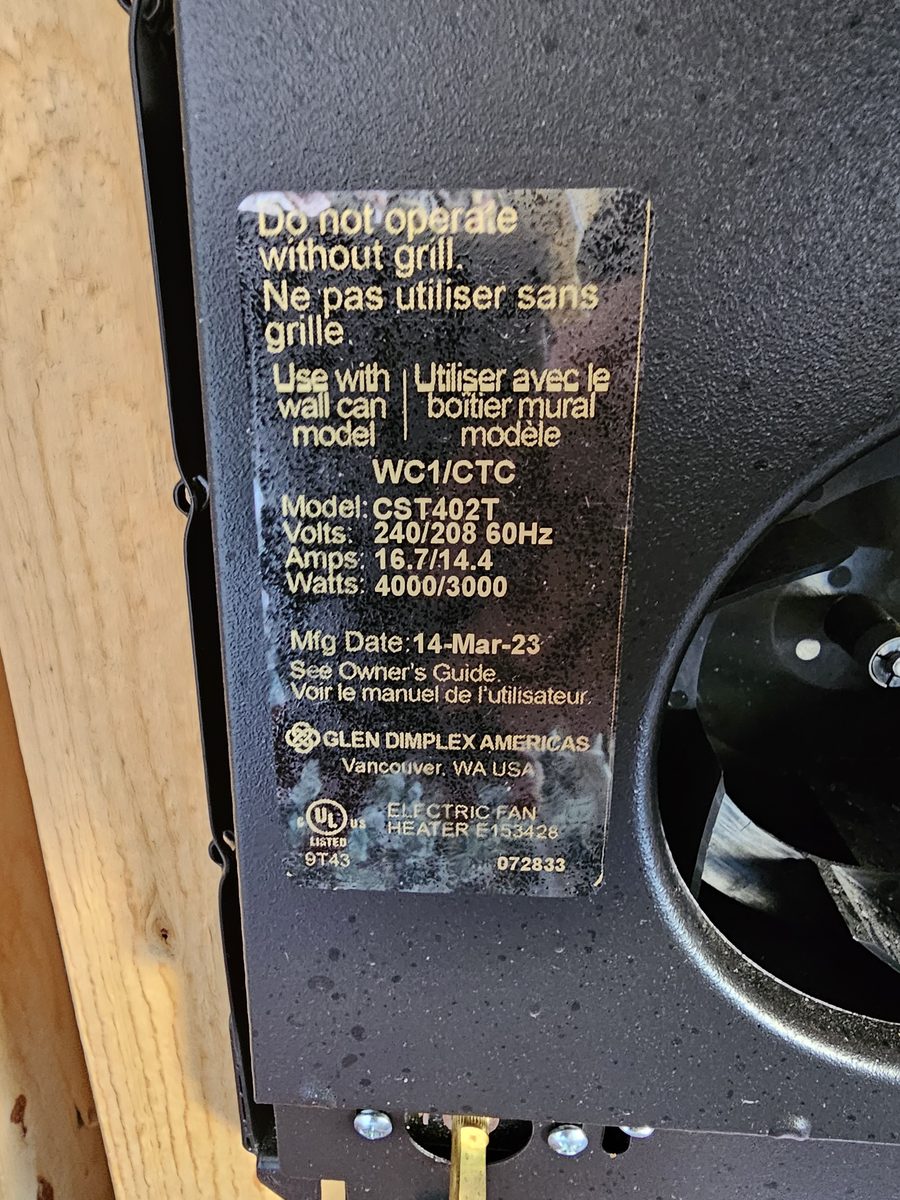 Do not operate
without grill.
Ne pas utiliser sans
grille.
Use with
wall can
model
Utiliser avec le
boîtier mural
modèle
WC1/CTC
Model: CST402T
Volts: 240/208 60Hz
Amps: 16.7/14.4
Watts: 4000/3000
Mfg Date: 14-Mar-23
See Owner's Guide.
Voir le manuel de l'utilisateur.
GLEN DIMPLEX AMERICAS
Vancouver, WA USA
C UL US
LISTED
9T43
ELECTRIC FAN
HEATER E153428
072833